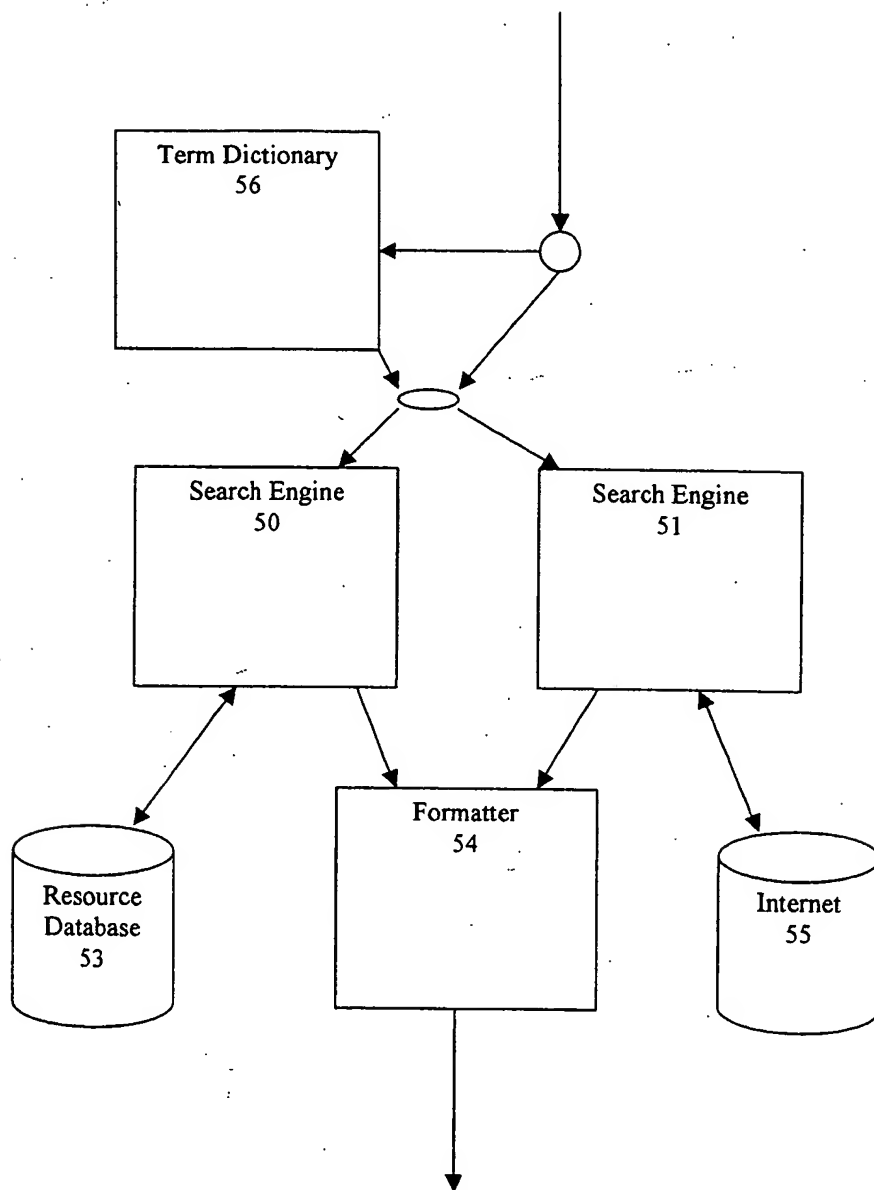 Term Dictionary
56
Search Engine
50
Search Engine
51
Formatter
54
Resource
Database
53
Internet
55